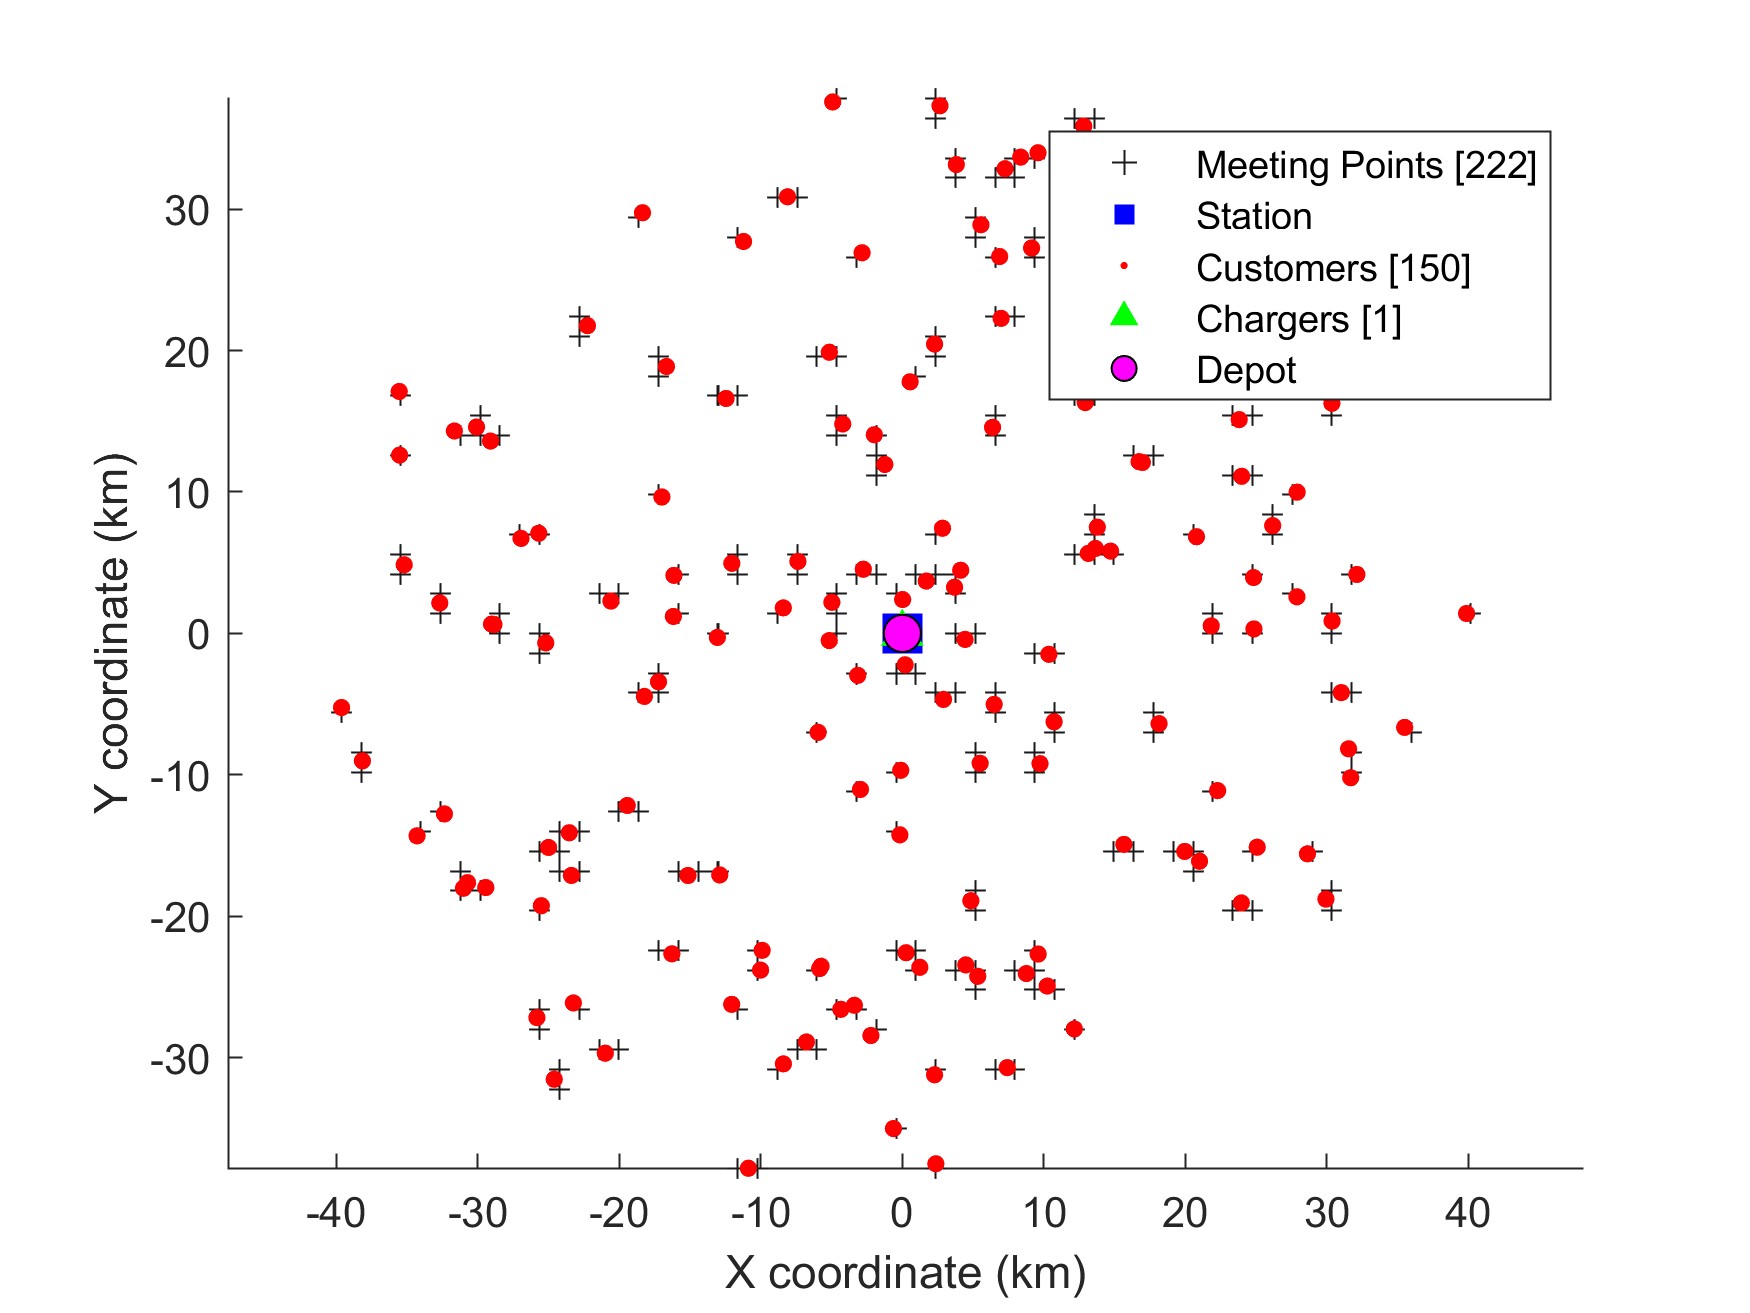 Meeting Points [222]
Station
Customers [150]
Chargers [1]
Depot
30
20
10
0
-10
-20
-30
Y coordinate (km)
-40 -30 -20 -10 0 10 20 30 40
X coordinate (km)